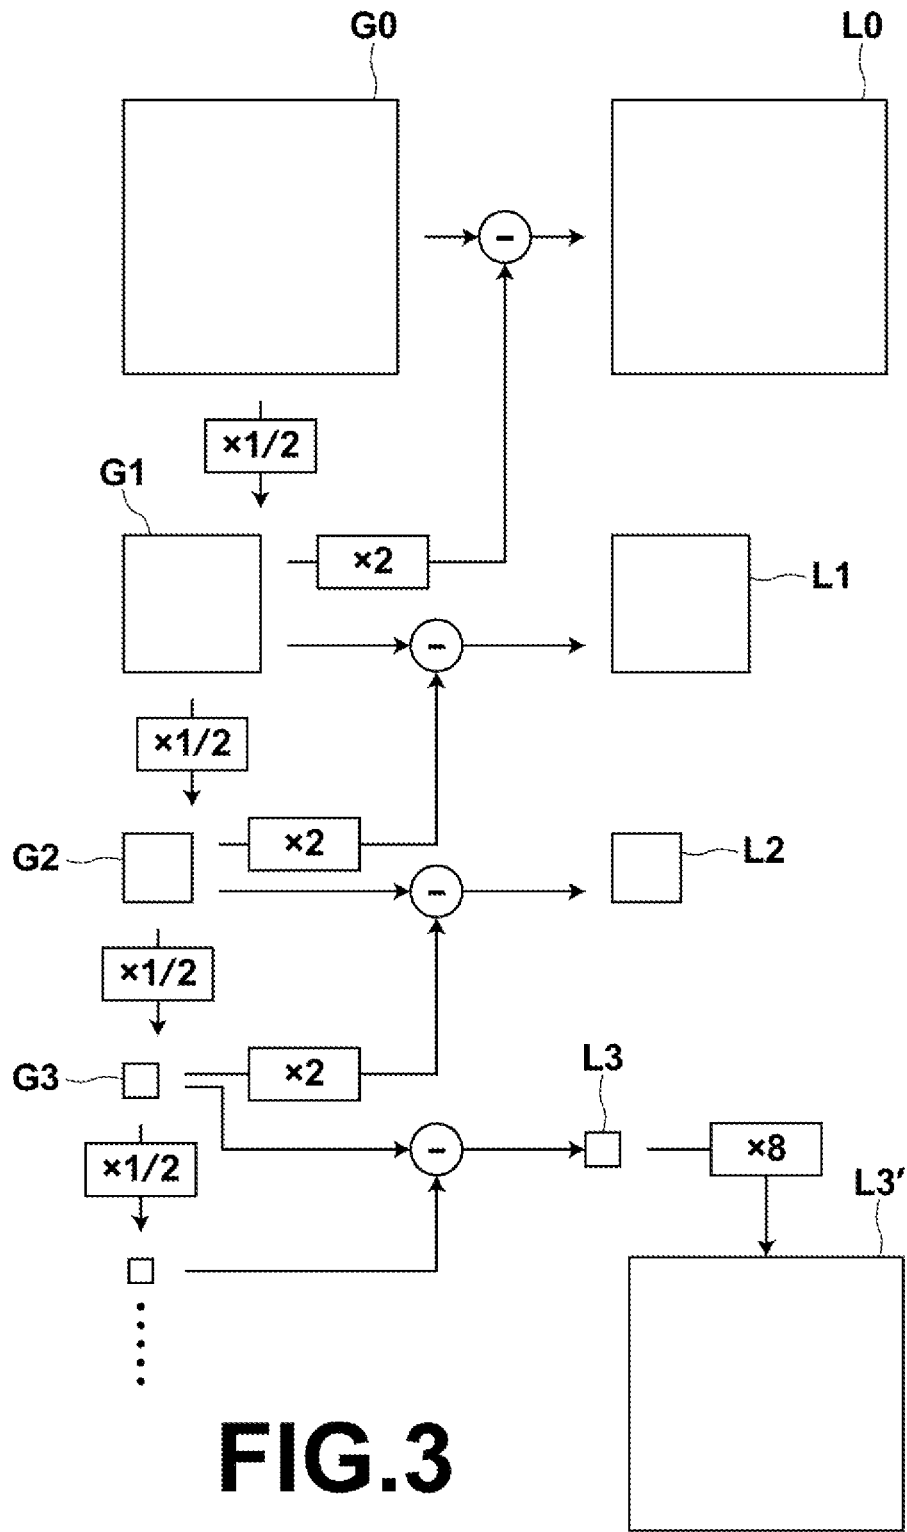 G0
L0
-
×1/2
G1
×2
L1
-
×1/2
G2
×2
L2
-
×1/2
G3
×2
L3
×8
-
×1/2
L3'
FIG.3